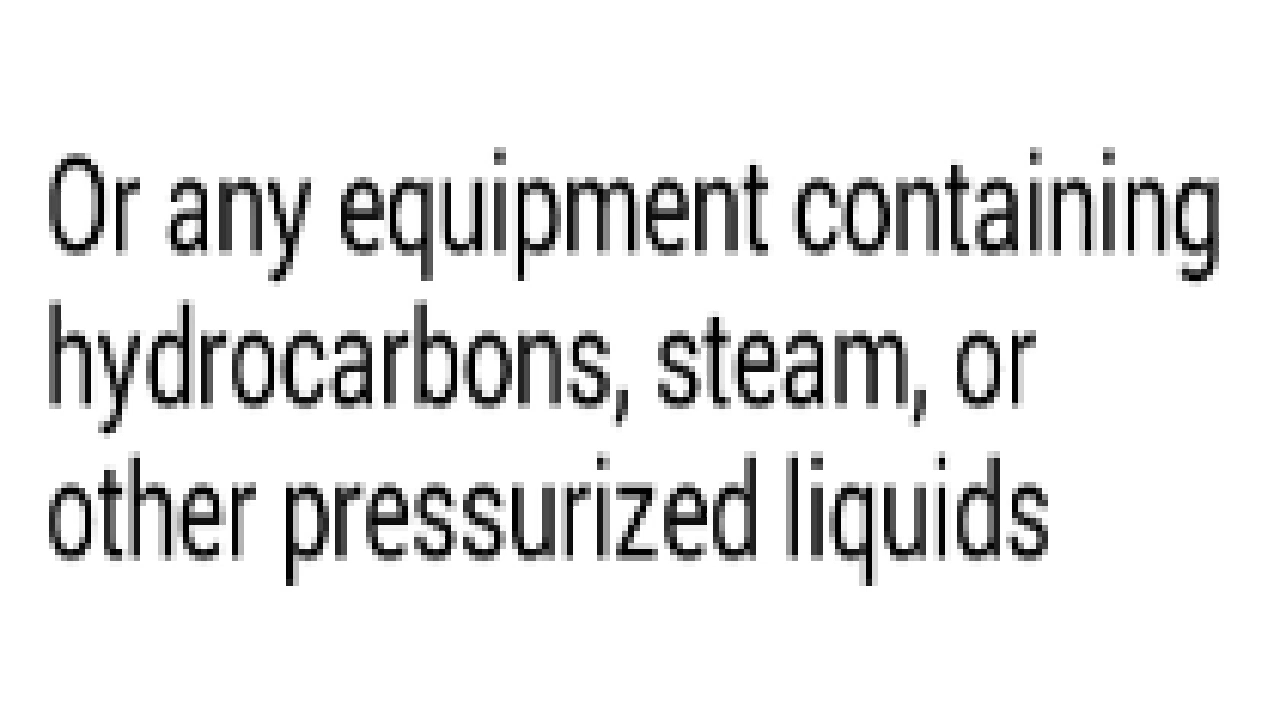 Or any equipment containing
hydrocarbons, steam, or
other pressurized liquids